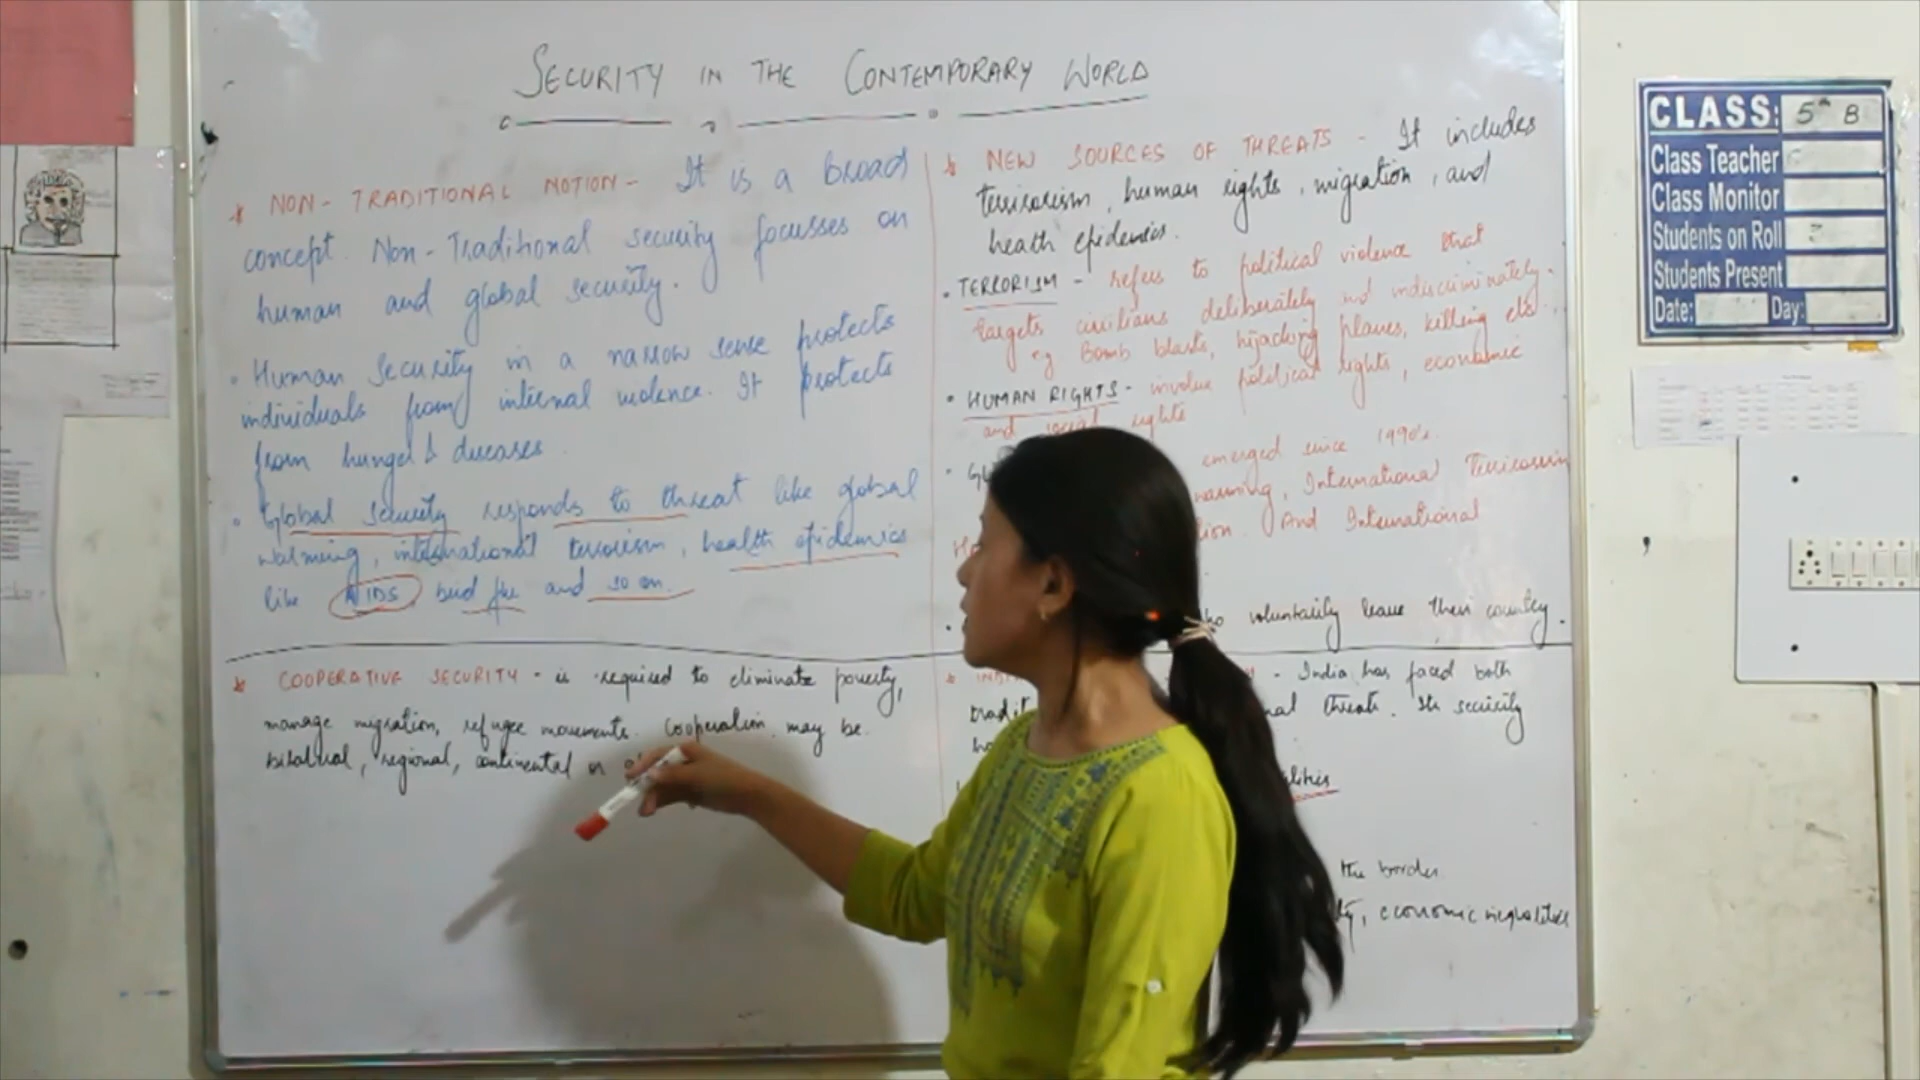 SECURITY IN THE CONTEMPORARY WORLD
* NON-TRADITIONAL NOTION- It is a broad
concept. Non-Traditional security focusses on
human and global security.
• Human security in a narrow sense protects
individuals from internal violence. It protects
from hunger & diseases.
• Global security responds to threat like global
warming, international terrorism, health epidemics
like AIDS, bird flu and so on.
* COOPERATIVE SECURITY - is required to eliminate poverty,
manage migration, refugee movements. Cooperation may be
bilateral, regional, continental or
* NEW SOURCES OF THREATS - It includes
terrorism, human rights, migration, and
health epidemics.
• TERRORISM - refers to political violence that
targets civilians deliberately and indiscriminately.
eg Bomb blasts, hijacking planes, killing etc.
• HUMAN RIGHTS - involve political rights, economic
and social rights
emerged since 1990's.
warming, International Terrorism
And International
voluntarily leave their country.
- India has faced both
threats. Its security
the border.
economic
CLASS: 5th B
Class Teacher
Class Monitor
Students on Roll
Students Present
Date: Day: